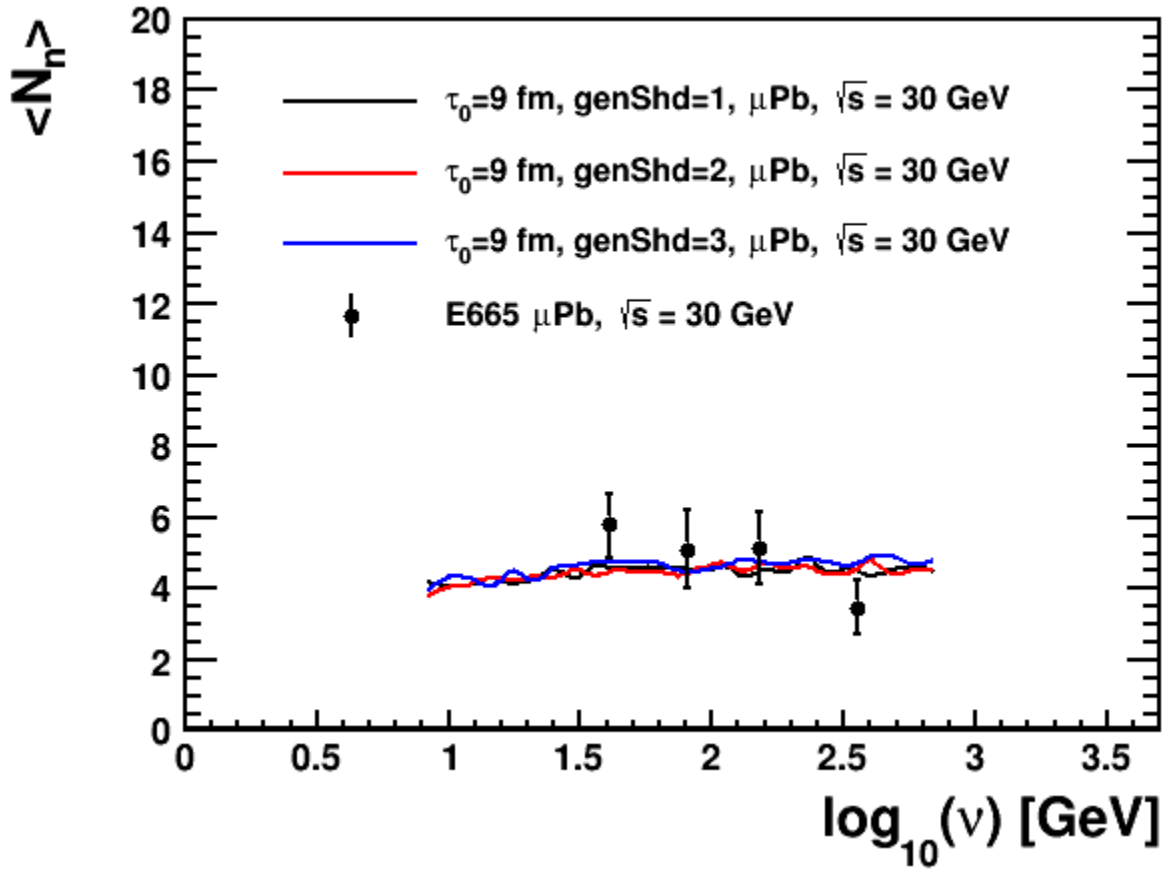 <N_n>
20
18
16
14
12
10
8
6
4
2
0
τ₀=9 fm, genShd=1, μPb, √s = 30 GeV
τ₀=9 fm, genShd=2, μPb, √s = 30 GeV
τ₀=9 fm, genShd=3, μPb, √s = 30 GeV
E665 μPb, √s = 30 GeV
0 0.5 1 1.5 2 2.5 3 3.5
log₁₀(ν) [GeV]